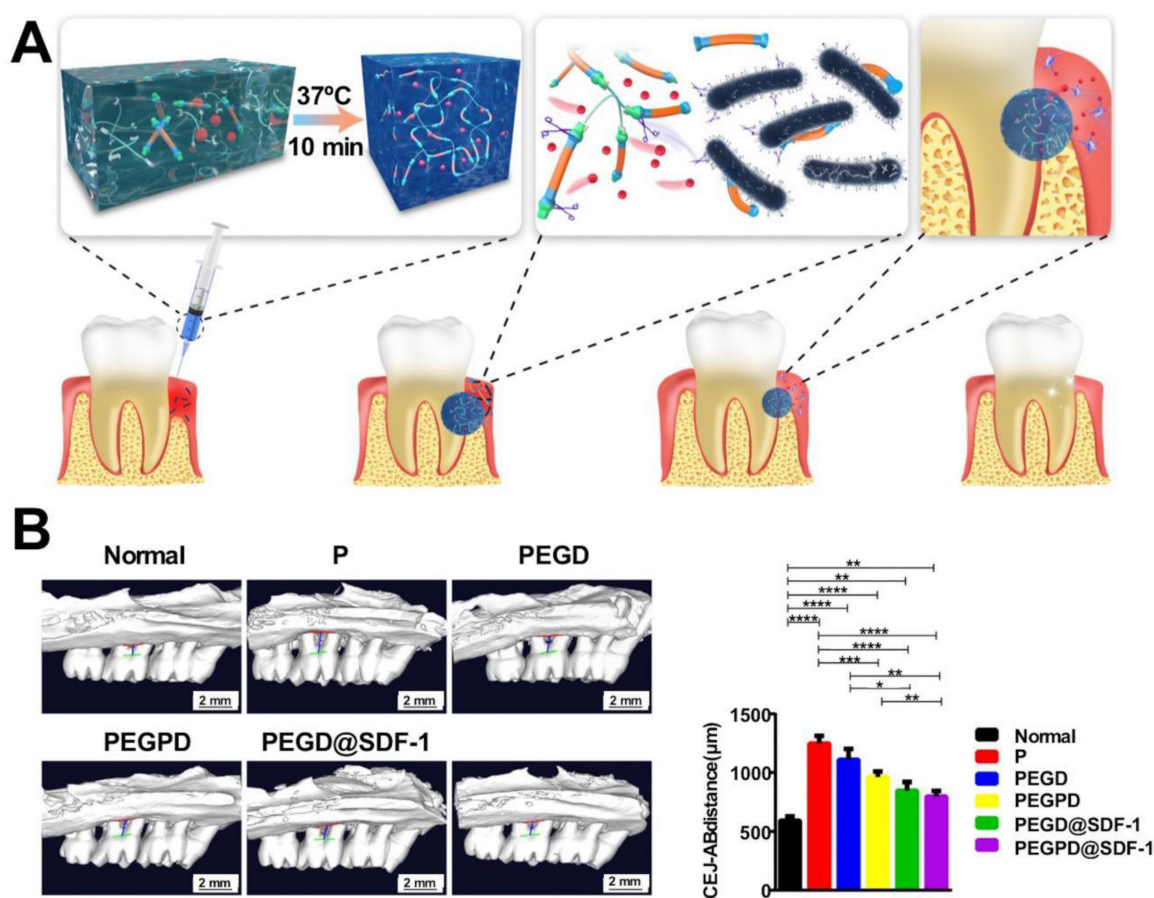 A
37ºC
10 min
B
Normal
P
PEGD
2 mm
2 mm
2 mm
PEGPD
PEGD@SDF-1
2 mm
2 mm
2 mm
**
**
****
****
****
****
****
***
**
*
**
CEJ-ABdistance(μm)
1500
1000
500
0
Normal
P
PEGD
PEGPD
PEGD@SDF-1
PEGPD@SDF-1